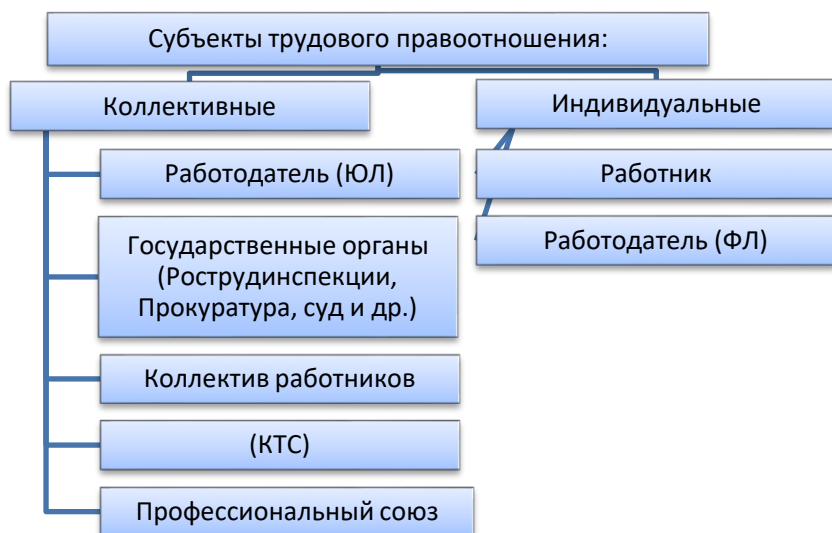 Субъекты трудового правоотношения:
Коллективные
Индивидуальные
Работодатель (ЮЛ)
Работник
Государственные органы
(Рострудинспекции,
Прокуратура, суд и др.)
Работодатель (ФЛ)
Коллектив работников
(КТС)
Профессиональный союз